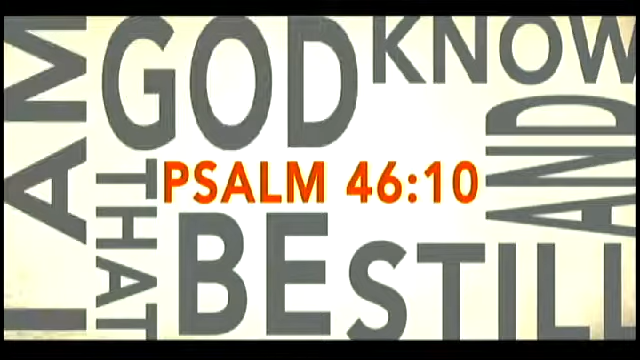 I AM
GOD
KNOW
AND
THAT
PSALM 46:10
BE
STILL